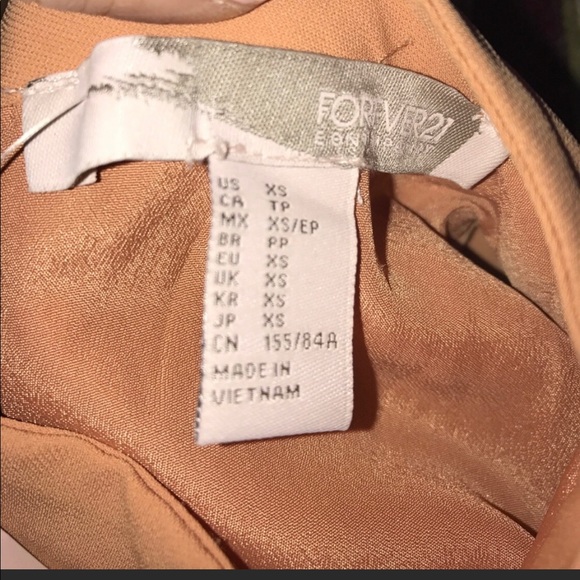 FOREVER21
US XS
CA TP
MX XS/EP
BR PP
EU XS
UK XS
KR XS
JP XS
CN 155/84A
MADE IN
VIETNAM